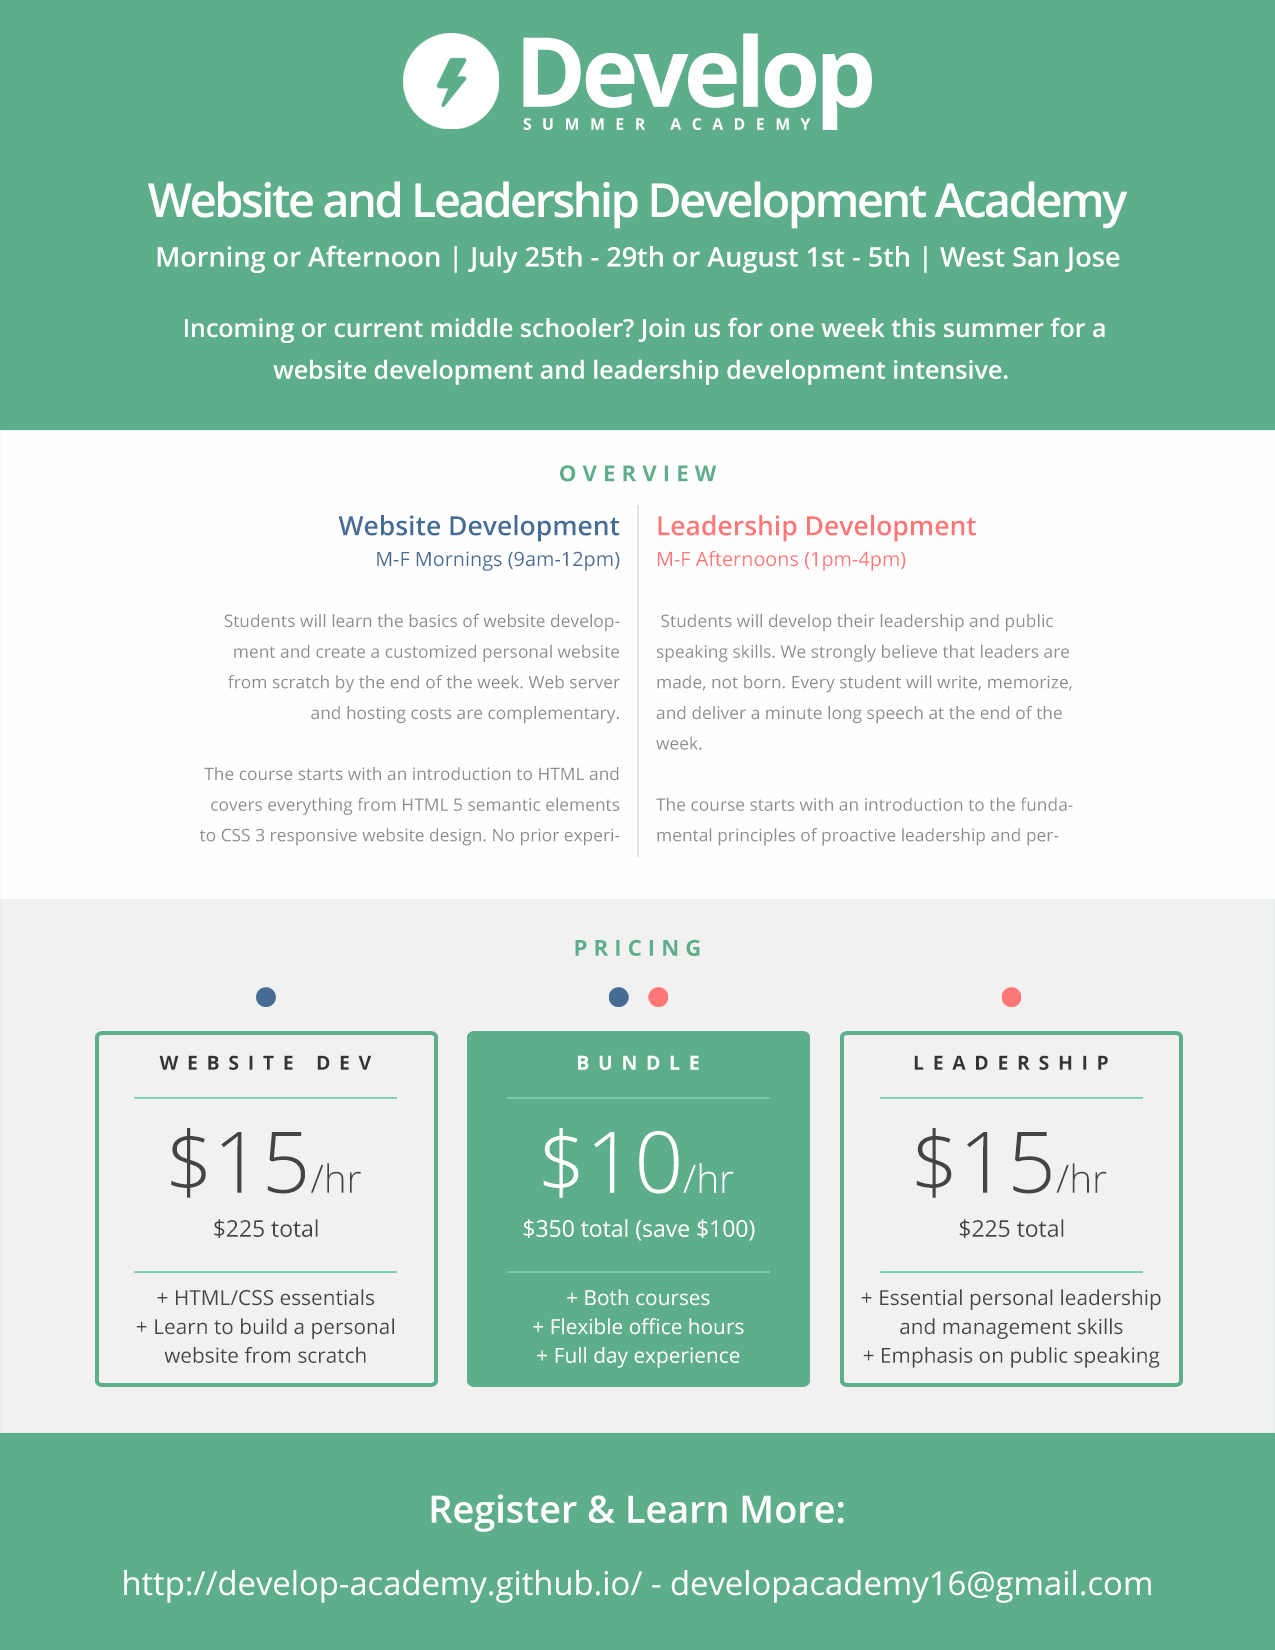 Develop
SUMMER ACADEMY
Website and Leadership Development Academy
Morning or Afternoon | July 25th - 29th or August 1st - 5th | West San Jose
Incoming or current middle schooler? Join us for one week this summer for a
website development and leadership development intensive.
OVERVIEW
Website Development
M-F Mornings (9am-12pm)
Students will learn the basics of website develop-
ment and create a customized personal website
from scratch by the end of the week. Web server
and hosting costs are complementary.
The course starts with an introduction to HTML and
covers everything from HTML 5 semantic elements
to CSS 3 responsive website design. No prior experi-
Leadership Development
M-F Afternoons (1pm-4pm)
Students will develop their leadership and public
speaking skills. We strongly believe that leaders are
made, not born. Every student will write, memorize,
and deliver a minute long speech at the end of the
week.
The course starts with an introduction to the funda-
mental principles of proactive leadership and per-
PRICING
WEBSITE DEV
$15/hr
$225 total
+ HTML/CSS essentials
+ Learn to build a personal
website from scratch
BUNDLE
$10/hr
$350 total (save $100)
+ Both courses
+ Flexible office hours
+ Full day experience
LEADERSHIP
$15/hr
$225 total
+ Essential personal leadership
and management skills
+ Emphasis on public speaking
Register & Learn More:
http://develop-academy.github.io/ - developacademy16@gmail.com